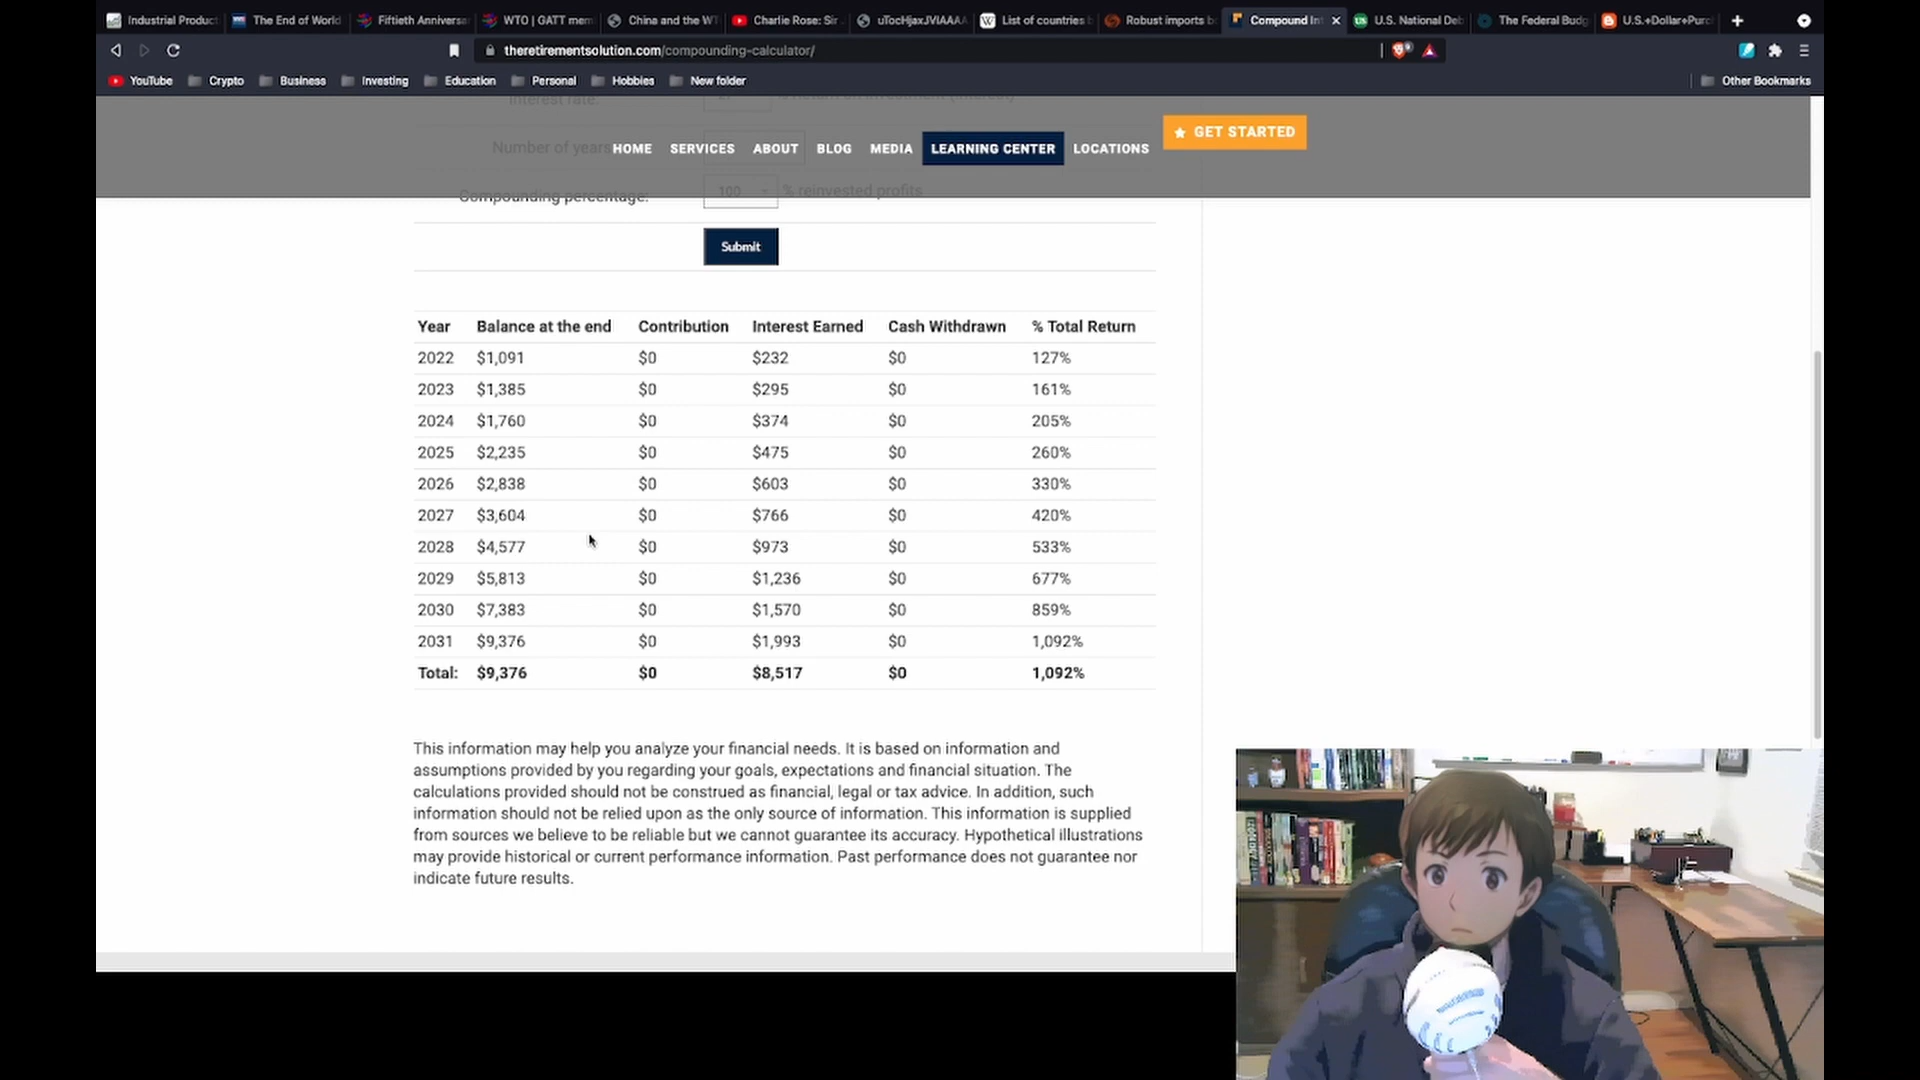 Industrial Product
The End of World
Fiftieth Anniversa
WTO | GATT mem
China and the WT
Charlie Rose: Sir
uTocHjaxJVIAAAA
List of countries b
Robust imports b
Compound In
U.S. National Deb
The Federal Budg
U.S.+Dollar+Purc
theretirementsolution.com/compounding-calculator/
YouTube
Crypto
Business
Investing
Education
Personal
Hobbies
New folder
Other Bookmarks
Interest rate:
GET STARTED
Number of years
HOME SERVICES ABOUT BLOG MEDIA LEARNING CENTER LOCATIONS
Compounding percentage: 100 % reinvested profits
Submit
Year Balance at the end Contribution Interest Earned Cash Withdrawn % Total Return
2022 $1,091 $0 $232 $0 127%
2023 $1,385 $0 $295 $0 161%
2024 $1,760 $0 $374 $0 205%
2025 $2,235 $0 $475 $0 260%
2026 $2,838 $0 $603 $0 330%
2027 $3,604 $0 $766 $0 420%
2028 $4,577 $0 $973 $0 533%
2029 $5,813 $0 $1,236 $0 677%
2030 $7,383 $0 $1,570 $0 859%
2031 $9,376 $0 $1,993 $0 1,092%
Total: $9,376 $0 $8,517 $0 1,092%
This information may help you analyze your financial needs. It is based on information and
assumptions provided by you regarding your goals, expectations and financial situation. The
calculations provided should not be construed as financial, legal or tax advice. In addition, such
information should not be relied upon as the only source of information. This information is supplied
from sources we believe to be reliable but we cannot guarantee its accuracy. Hypothetical illustrations
may provide historical or current performance information. Past performance does not guarantee nor
indicate future results.